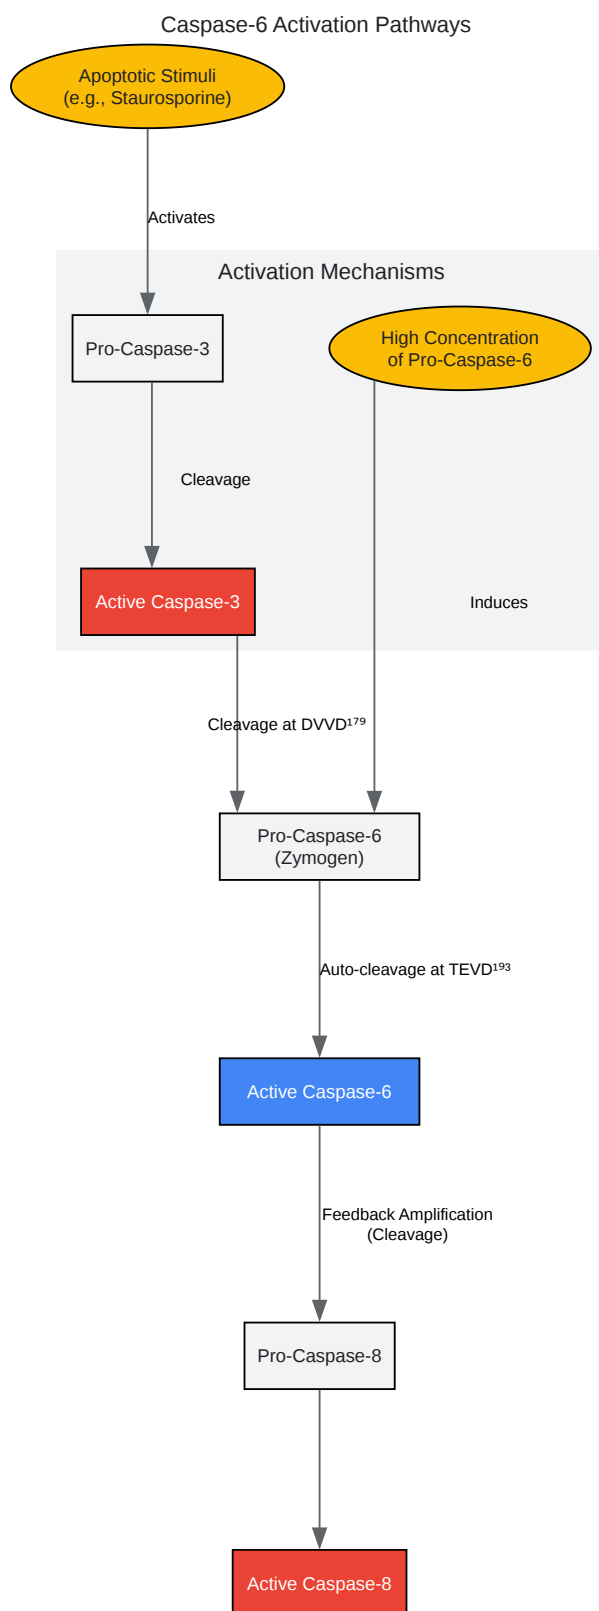 Caspase-6 Activation Pathways
Apoptotic Stimuli
(e.g., Staurosporine)
Activates
Activation Mechanisms
Pro-Caspase-3
High Concentration
of Pro-Caspase-6
Cleavage
Active Caspase-3
Induces
Cleavage at DVVD¹⁷⁹
Pro-Caspase-6
(Zymogen)
Auto-cleavage at TEVD¹⁹³
Active Caspase-6
Feedback Amplification
(Cleavage)
Pro-Caspase-8
Active Caspase-8